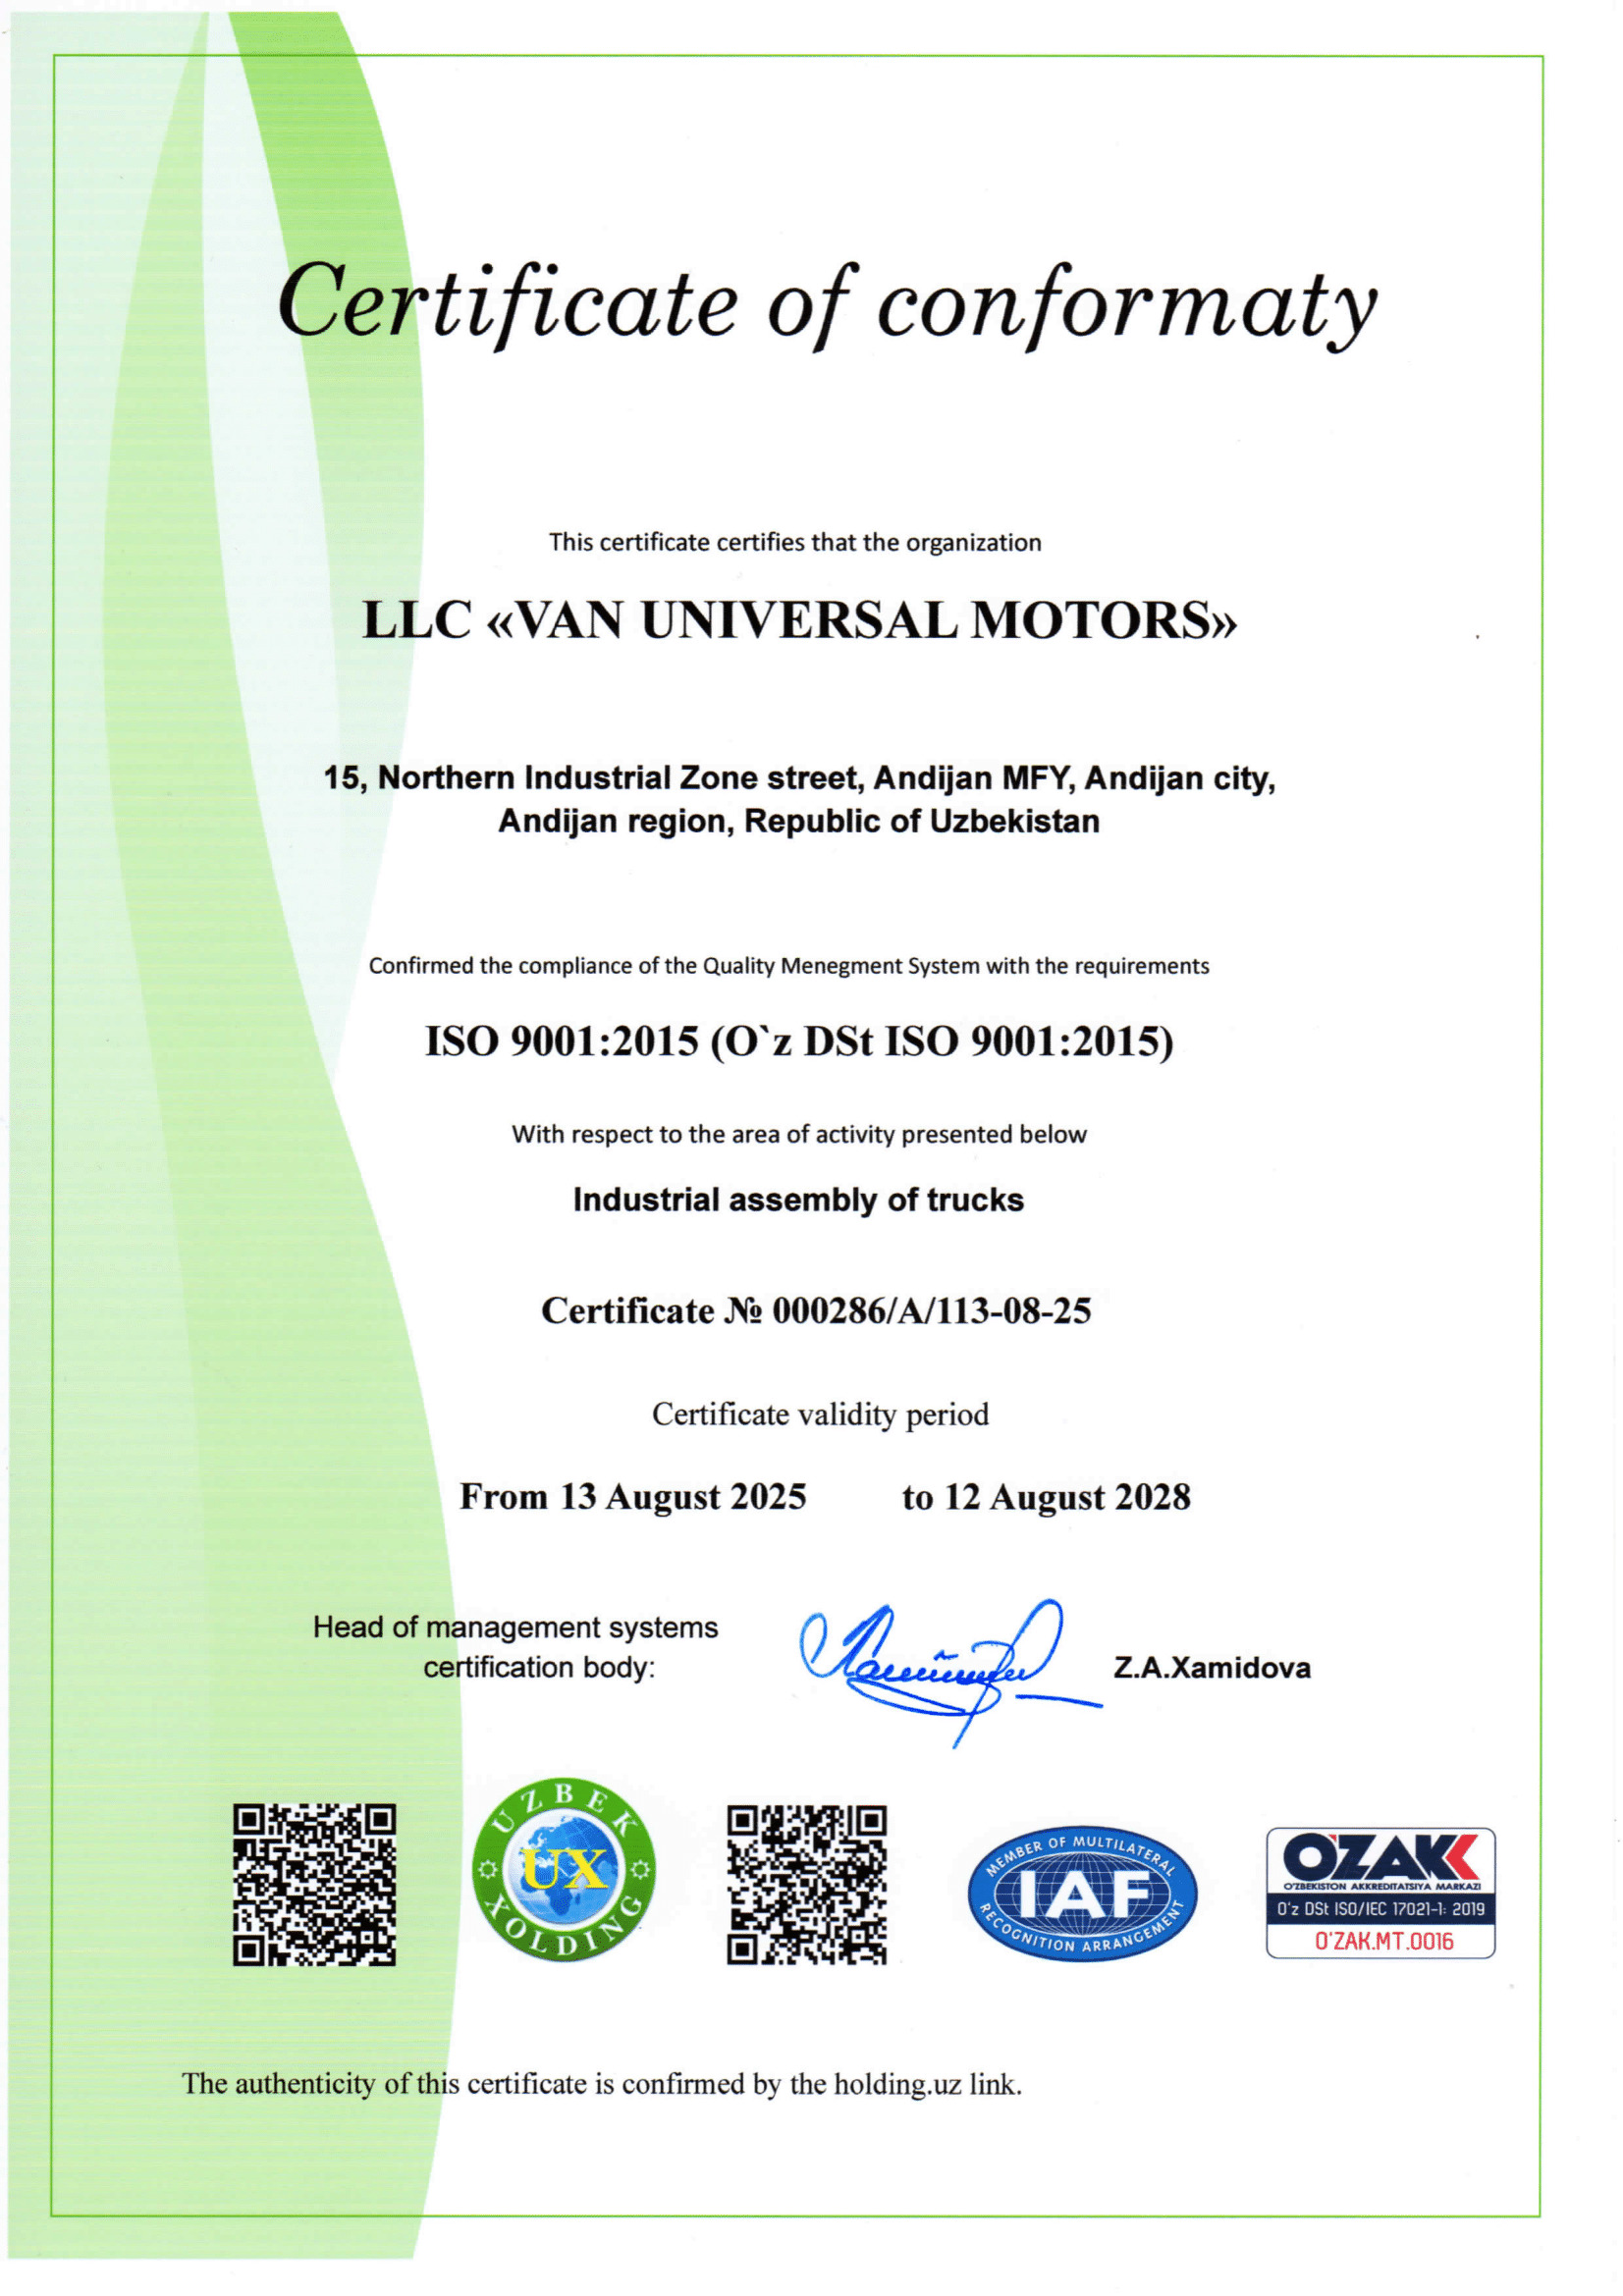 Certificate of conformaty
This certificate certifies that the organization
LLC «VAN UNIVERSAL MOTORS»
15, Northern Industrial Zone street, Andijan MFY, Andijan city,
Andijan region, Republic of Uzbekistan
Confirmed the compliance of the Quality Menegment System with the requirements
ISO 9001:2015 (O`z DSt ISO 9001:2015)
With respect to the area of activity presented below
Industrial assembly of trucks
Certificate № 000286/A/113-08-25
Certificate validity period
From 13 August 2025 to 12 August 2028
Head of management systems
certification body:
Z.A.Xamidova
UZBEK
UX
XOLDING
MEMBER OF MULTILATERAL
IAF
RECOGNITION ARRANGEMENT
O'ZAK
O'ZBEKISTON AKKREDITATSIYA MARKAZI
O'z DSt ISO/IEC 17021-1: 2019
O'ZAK.MT.0016
The authenticity of this certificate is confirmed by the holding.uz link.